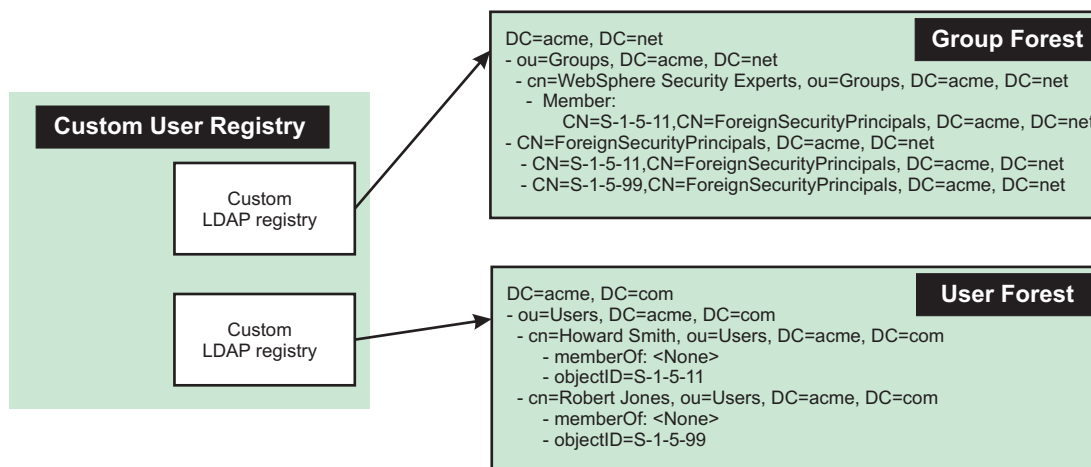 Custom User Registry
Custom
LDAP registry
Custom
LDAP registry
Group Forest
DC=acme, DC=net
- ou=Groups, DC=acme, DC=net
- cn=WebSphere Security Experts, ou=Groups, DC=acme, DC=net
- Member:
CN=S-1-5-11,CN=ForeignSecurityPrincipals, DC=acme, DC=net
- CN=ForeignSecurityPrincipals, DC=acme, DC=net
- CN=S-1-5-11,CN=ForeignSecurityPrincipals, DC=acme, DC=net
- CN=S-1-5-99,CN=ForeignSecurityPrincipals, DC=acme, DC=net
User Forest
DC=acme, DC=com
- ou=Users, DC=acme, DC=com
- cn=Howard Smith, ou=Users, DC=acme, DC=com
- memberOf: <None>
- objectID=S-1-5-11
- cn=Robert Jones, ou=Users, DC=acme, DC=com
- memberOf: <None>
- objectID=S-1-5-99